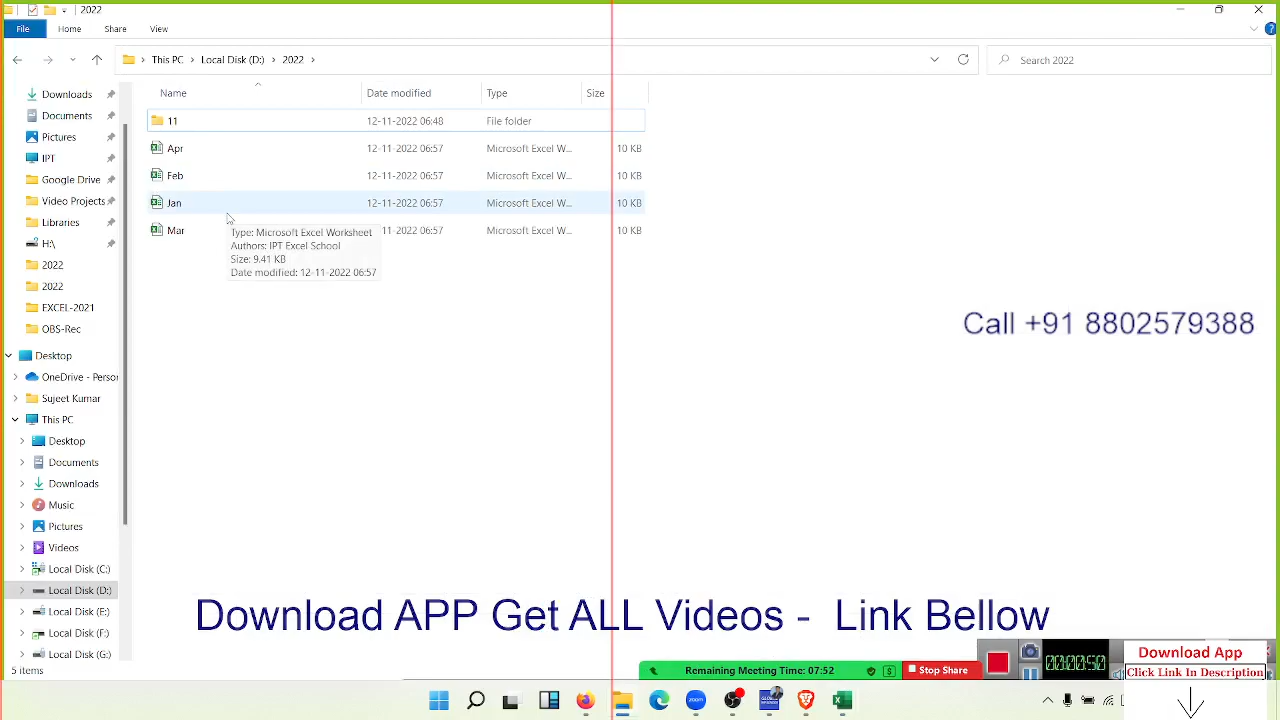 2022
File
Home
Share
View
This PC > Local Disk (D:) > 2022 >
Search 2022
Name
Date modified
Type
Size
11
12-11-2022 06:48
File folder
Apr
12-11-2022 06:57
Microsoft Excel W...
10 KB
Feb
12-11-2022 06:57
Microsoft Excel W...
10 KB
Jan
12-11-2022 06:57
Microsoft Excel W...
10 KB
Mar
12-11-2022 06:57
Microsoft Excel W...
10 KB
Type: Microsoft Excel Worksheet
Authors: IPT Excel School
Size: 9.41 KB
Date modified: 12-11-2022 06:57
Downloads
Documents
Pictures
IPT
Google Drive
Video Projects
Libraries
H:\
2022
2022
EXCEL-2021
OBS-Rec
Desktop
OneDrive - Perso
Sujeet Kumar
This PC
Desktop
Documents
Downloads
Music
Pictures
Videos
Local Disk (C:)
Local Disk (D:)
Local Disk (E:)
Local Disk (F:)
Local Disk (G:)
5 items
Call +91 8802579388
Download APP Get ALL Videos - Link Bellow
Remaining Meeting Time: 07:52
Stop Share
Download App
Click Link In Description
zoom